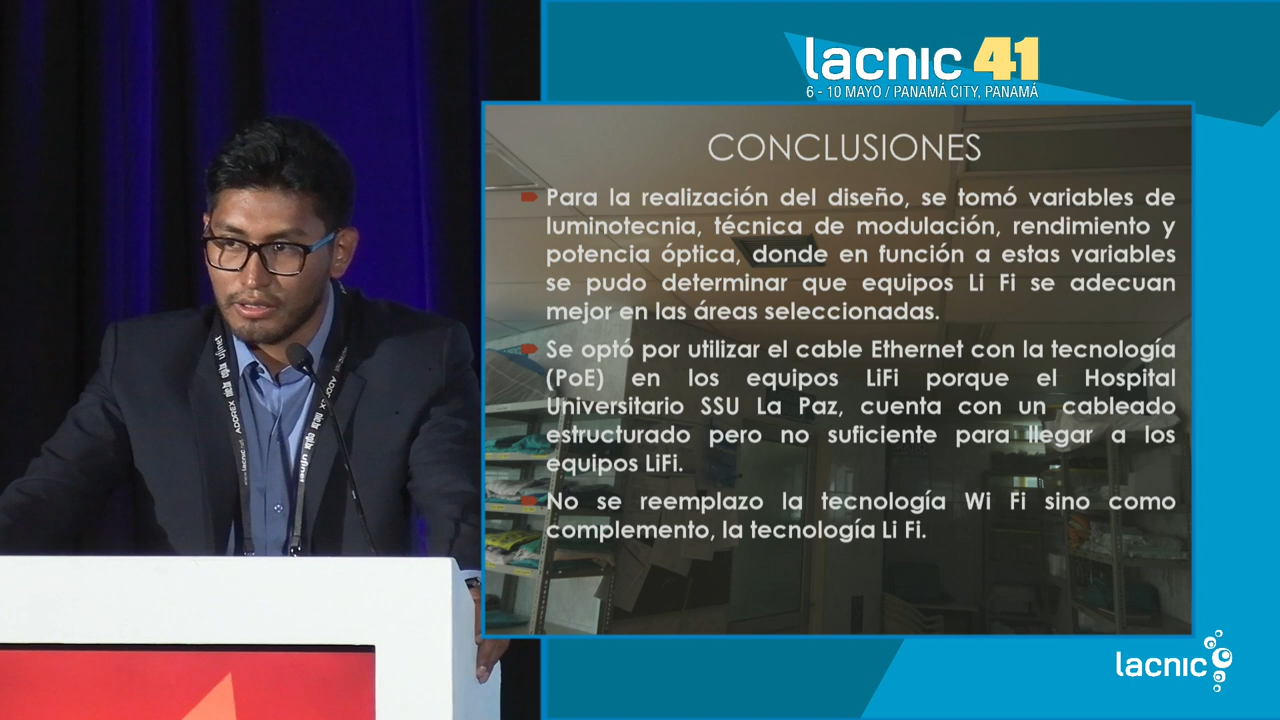 lacnic 41
6 - 10 MAYO / PANAMÁ CITY, PANAMÁ
CONCLUSIONES
Para la realización del diseño, se tomó variables de
luminotecnia, técnica de modulación, rendimiento y
potencia óptica, donde en función a estas variables
se pudo determinar que equipos Li Fi se adecuan
mejor en las áreas seleccionadas.
Se optó por utilizar el cable Ethernet con la tecnología
(PoE) en los equipos LiFi porque el Hospital
Universitario SSU La Paz, cuenta con un cableado
estructurado pero no suficiente para llegar a los
equipos LiFi.
No se reemplazo la tecnología Wi Fi sino como
complemento, la tecnología Li Fi.
lacnic
ADOREX